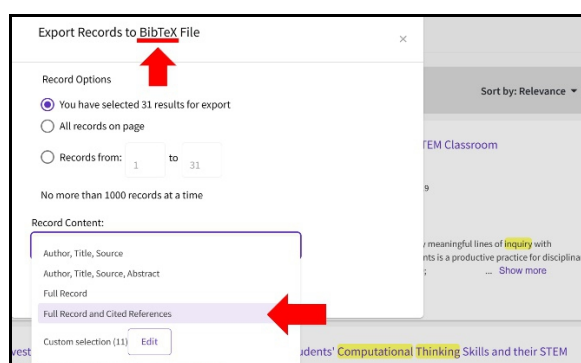 Export Records to BibTeX File
×
Record Options
You have selected 31 results for export
All records on page
Records from: 1 to 31
No more than 1000 records at a time
Record Content:
Author, Title, Source
Author, Title, Source, Abstract
Full Record
Full Record and Cited References
Custom selection (11) Edit
Sort by: Relevance
TEM Classroom
9
meaningful lines of inquiry with
nts is a productive practice for disciplina
... Show more
vest
udents' Computational Thinking Skills and their STEM